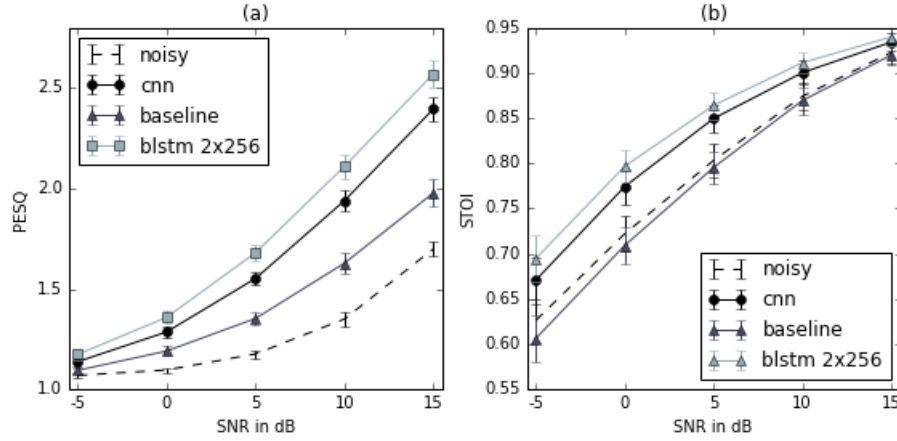 (a)
PESQ
2.5
2.0
1.5
1.0
noisy
cnn
baseline
blstm 2x256
-5 0 5 10 15
SNR in dB
(b)
STOI
0.95
0.90
0.85
0.80
0.75
0.70
0.65
0.60
0.55
noisy
cnn
baseline
blstm 2x256
-5 0 5 10 15
SNR in dB